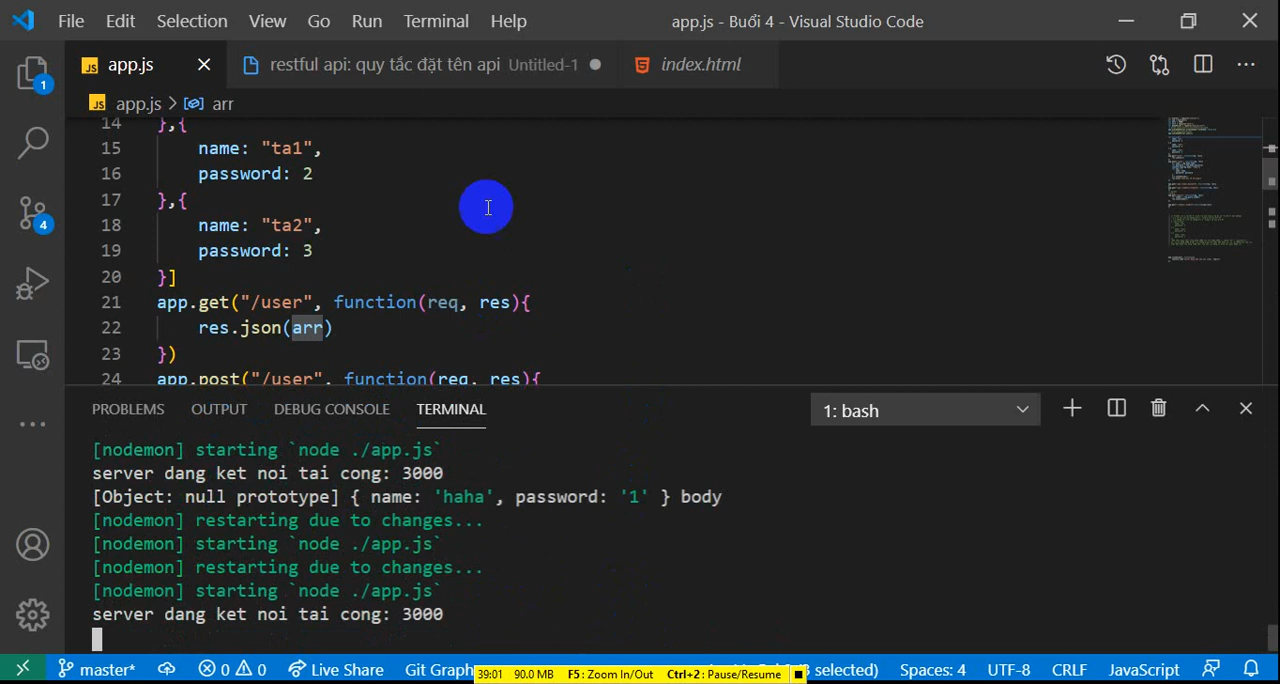 File Edit Selection View Go Run Terminal Help app.js - Buổi 4 - Visual Studio Code
app.js restful api: quy tắc đặt tên api Untitled-1 index.html
app.js > arr
14 },{
15 name: "ta1",
16 password: 2
17 },{
18 name: "ta2",
19 password: 3
20 }]
21 app.get("/user", function(req, res){
22 res.json(arr)
23 })
24 app.post("/user", function(req, res){
PROBLEMS OUTPUT DEBUG CONSOLE TERMINAL 1: bash
[nodemon] starting `node ./app.js`
server dang ket noi tai cong: 3000
[Object: null prototype] { name: 'haha', password: '1' } body
[nodemon] restarting due to changes...
[nodemon] starting `node ./app.js`
[nodemon] restarting due to changes...
[nodemon] starting `node ./app.js`
server dang ket noi tai cong: 3000
master* 0 0 Live Share Git Graph selected) Spaces: 4 UTF-8 CRLF JavaScript
39:01 90.0 MB F5: Zoom In/Out Ctrl+2: Pause/Resume
1
4